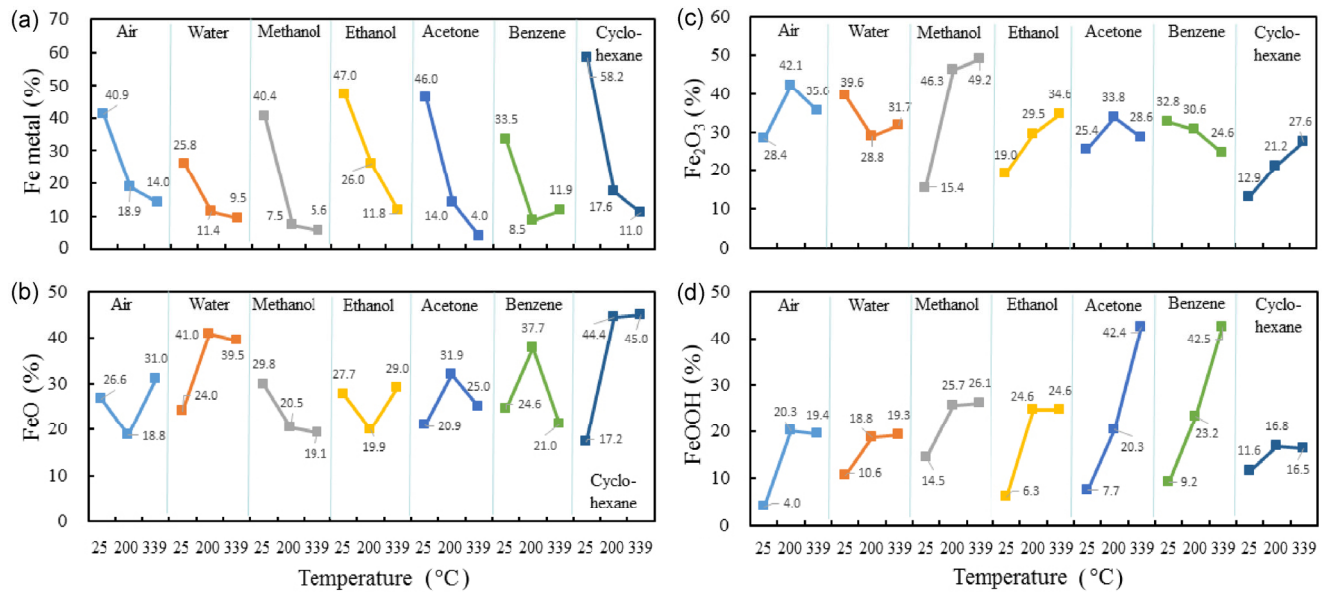 (a)
Fe metal (%)
70
60
50
40
30
20
10
0
Air
Water
Methanol
Ethanol
Acetone
Benzene
Cyclo-
hexane
40.9
18.9
14.0
25.8
11.4
9.5
40.4
7.5
5.6
47.0
26.0
11.8
46.0
14.0
4.0
33.5
8.5
11.9
58.2
17.6
11.0
(b)
FeO (%)
50
40
30
20
10
0
Air
Water
Methanol
Ethanol
Acetone
Benzene
Cyclo-
hexane
26.6
18.8
31.0
24.0
41.0
39.5
29.8
20.5
19.1
27.7
19.9
29.0
20.9
31.9
25.0
24.6
37.7
21.0
17.2
44.4
45.0
25 200 339 25 200 339 25 200 339 25 200 339 25 200 339 25 200 339 25 200 339
Temperature (°C)
(c)
Fe2O3 (%)
60
50
40
30
20
10
0
Air
Water
Methanol
Ethanol
Acetone
Benzene
Cyclo-
hexane
28.4
42.1
35.6
39.6
28.8
31.7
15.4
46.3
49.2
19.0
29.5
34.6
25.4
33.8
28.6
32.8
30.6
24.6
12.9
21.2
27.6
(d)
FeOOH (%)
50
40
30
20
10
0
Air
Water
Methanol
Ethanol
Acetone
Benzene
Cyclo-
hexane
4.0
20.3
19.4
10.6
18.8
19.3
14.5
25.7
26.1
6.3
24.6
24.6
7.7
20.3
42.4
9.2
23.2
42.5
11.6
16.8
16.5
25 200 339 25 200 339 25 200 339 25 200 339 25 200 339 25 200 339 25 200 339
Temperature (°C)